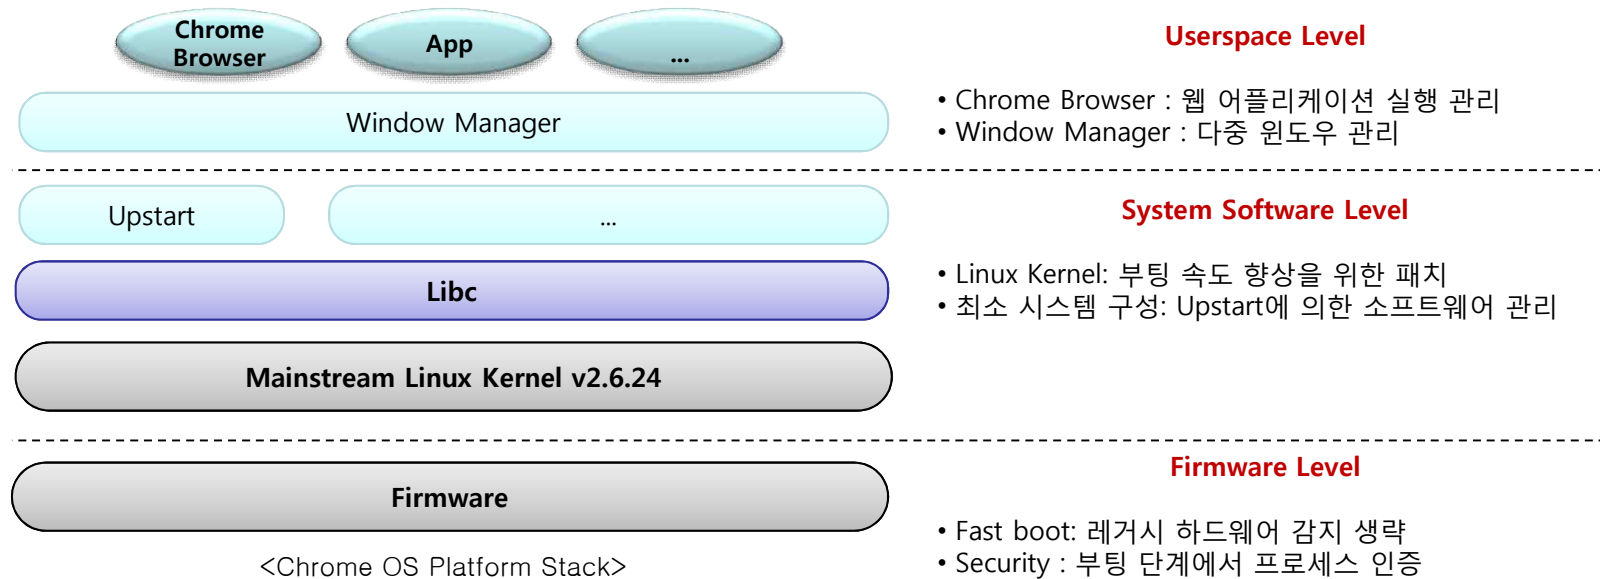 Chrome
Browser
App
...
Window Manager
Userspace Level
• Chrome Browser : 웹 어플리케이션 실행 관리
• Window Manager : 다중 윈도우 관리
Upstart
...
Libc
Mainstream Linux Kernel v2.6.24
System Software Level
• Linux Kernel: 부팅 속도 향상을 위한 패치
• 최소 시스템 구성: Upstart에 의한 소프트웨어 관리
Firmware
<Chrome OS Platform Stack>
Firmware Level
• Fast boot: 레거시 하드웨어 감지 생략
• Security : 부팅 단계에서 프로세스 인증